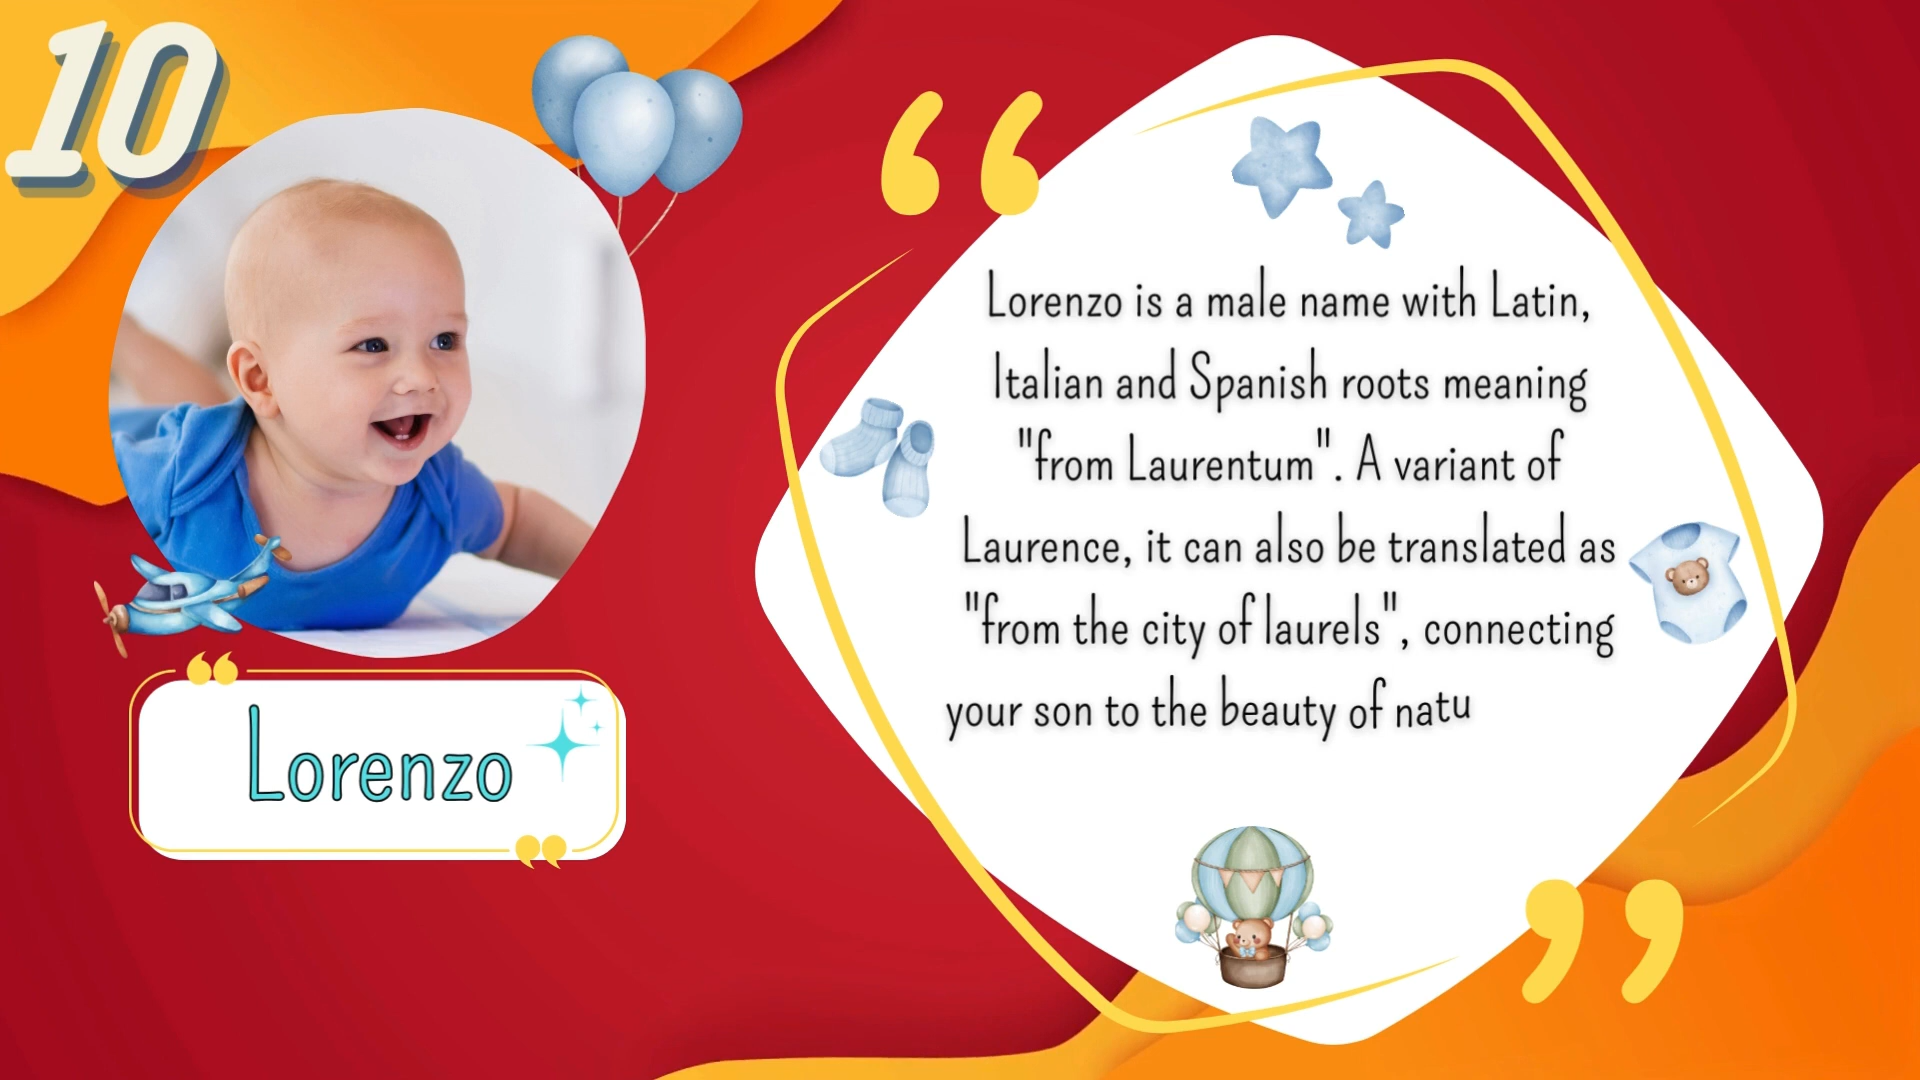 10
Lorenzo
Lorenzo is a male name with Latin,
Italian and Spanish roots meaning
"from Laurentum". A variant of
Laurence, it can also be translated as
"from the city of laurels", connecting
your son to the beauty of natu